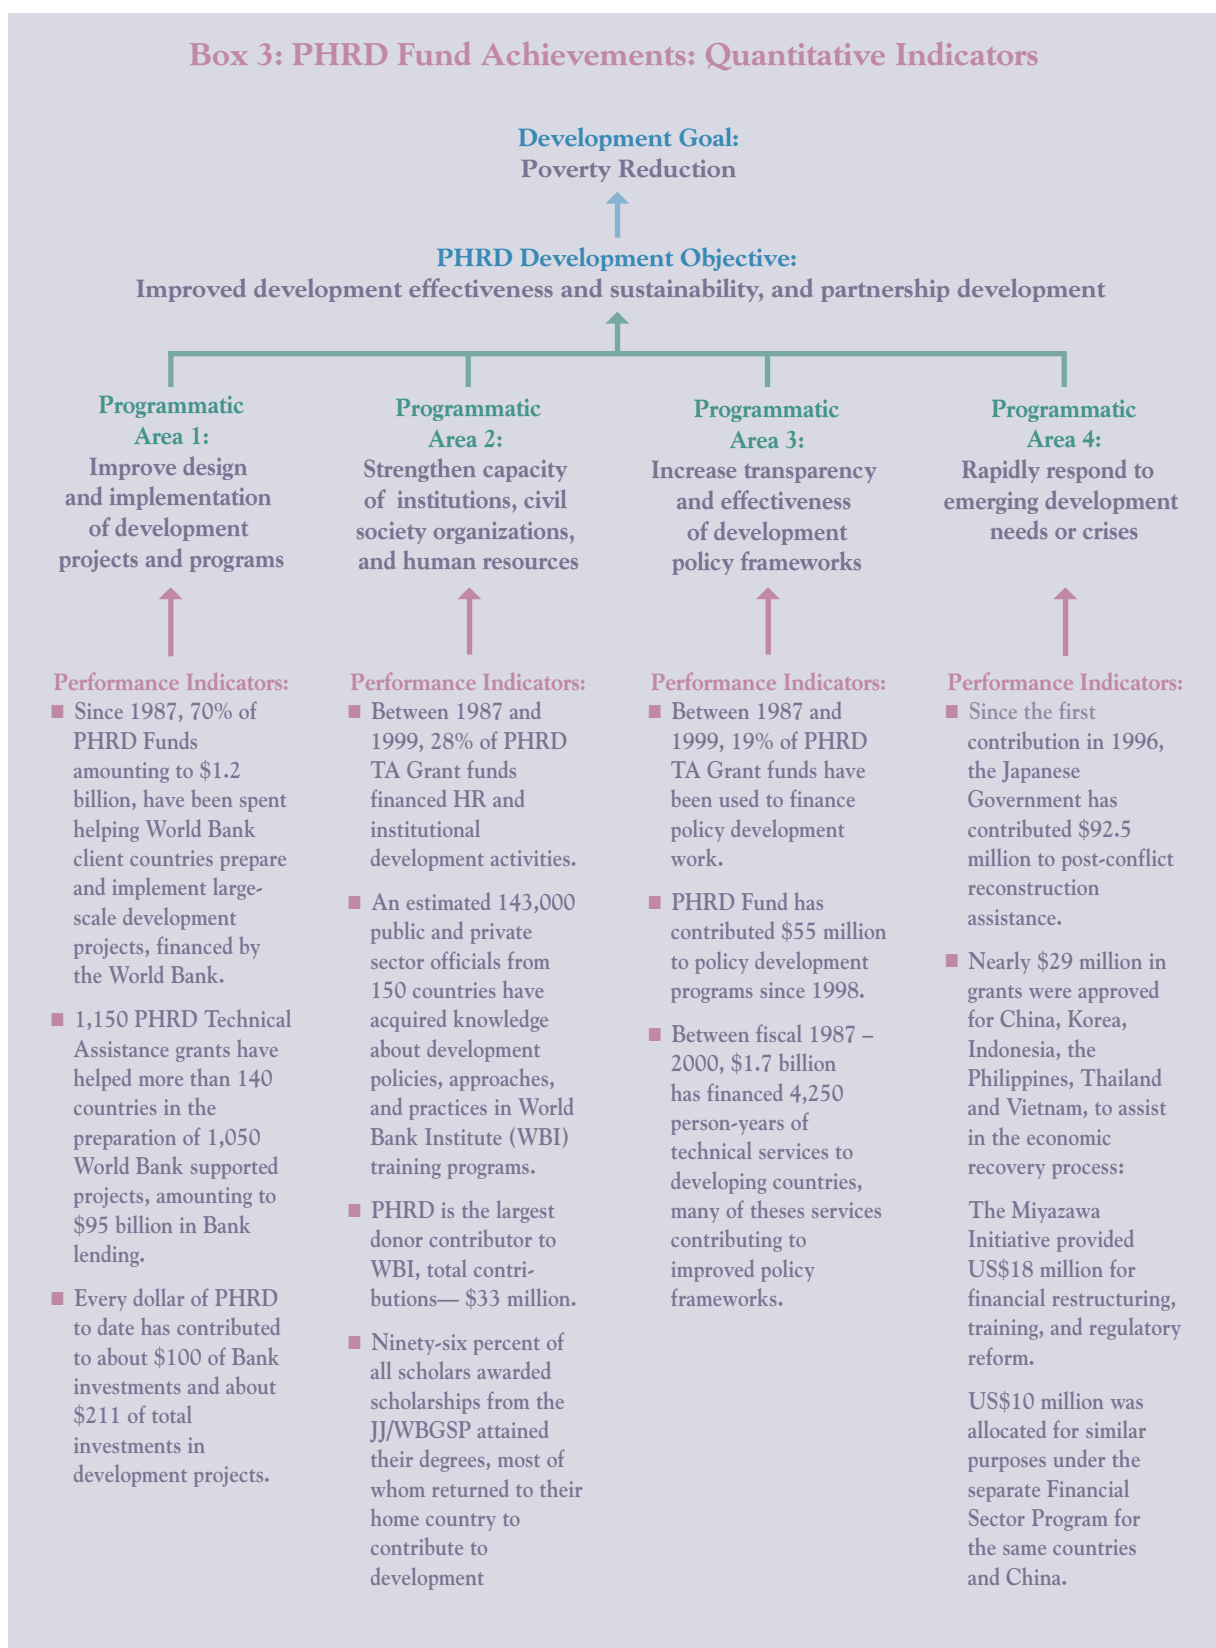 Box 3: PHRD Fund Achievements: Quantitative Indicators
Development Goal:
Poverty Reduction
PHRD Development Objective:
Improved development effectiveness and sustainability, and partnership development
Programmatic
Area 1:
Improve design
and implementation
of development
projects and programs
Performance Indicators:
■ Since 1987, 70% of
PHRD Funds
amounting to $1.2
billion, have been spent
helping World Bank
client countries prepare
and implement large-
scale development
projects, financed by
the World Bank.
■ 1,150 PHRD Technical
Assistance grants have
helped more than 140
countries in the
preparation of 1,050
World Bank supported
projects, amounting to
$95 billion in Bank
lending.
■ Every dollar of PHRD
to date has contributed
to about $100 of Bank
investments and about
$211 of total
investments in
development projects.
Programmatic
Area 2:
Strengthen capacity
of institutions, civil
society organizations,
and human resources
Performance Indicators:
■ Between 1987 and
1999, 28% of PHRD
TA Grant funds
financed HR and
institutional
development activities.
■ An estimated 143,000
public and private
sector officials from
150 countries have
acquired knowledge
about development
policies, approaches,
and practices in World
Bank Institute (WBI)
training programs.
■ PHRD is the largest
donor contributor to
WBI, total contri-
butions— $33 million.
■ Ninety-six percent of
all scholars awarded
scholarships from the
JJ/WBGSP attained
their degrees, most of
whom returned to their
home country to
contribute to
development
Programmatic
Area 3:
Increase transparency
and effectiveness
of development
policy frameworks
Performance Indicators:
■ Between 1987 and
1999, 19% of PHRD
TA Grant funds have
been used to finance
policy development
work.
■ PHRD Fund has
contributed $55 million
to policy development
programs since 1998.
■ Between fiscal 1987 –
2000, $1.7 billion
has financed 4,250
person-years of
technical services to
developing countries,
many of theses services
contributing to
improved policy
frameworks.
Programmatic
Area 4:
Rapidly respond to
emerging development
needs or crises
Performance Indicators:
■ Since the first
contribution in 1996,
the Japanese
Government has
contributed $92.5
million to post-conflict
reconstruction
assistance.
■ Nearly $29 million in
grants were approved
for China, Korea,
Indonesia, the
Philippines, Thailand
and Vietnam, to assist
in the economic
recovery process:
The Miyazawa
Initiative provided
US$18 million for
financial restructuring,
training, and regulatory
reform.
US$10 million was
allocated for similar
purposes under the
separate Financial
Sector Program for
the same countries
and China.